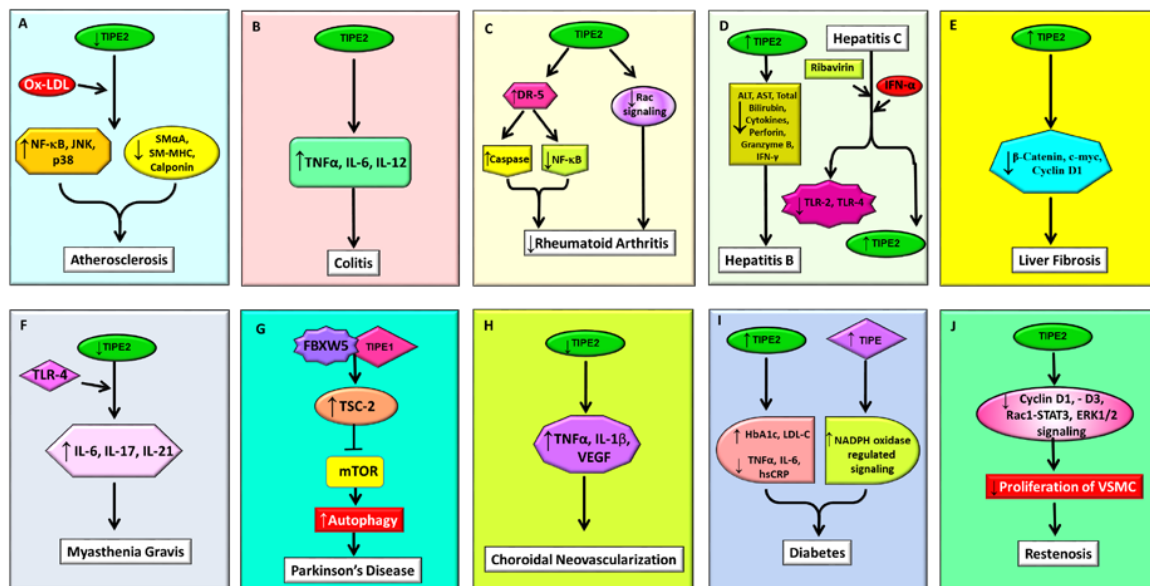 A
↓TIPE2
Ox-LDL
↑NF-κB, JNK,
p38
↓SMαA,
SM-MHC,
Calponin
Atherosclerosis
B
TIPE2
↑TNFα, IL-6, IL-12
Colitis
C
TIPE2
↑DR-5
↓Rac
signaling
↑Caspase
↓NF-κB
↓Rheumatoid Arthritis
D
↑TIPE2
Hepatitis C
Ribavirin
IFN-α
↓ALT, AST, Total
Bilirubin,
Cytokines,
Perforin,
Granzyme B,
IFN-γ
↓TLR-2, TLR-4
↑TIPE2
Hepatitis B
E
↑TIPE2
↓β-Catenin, c-myc,
Cyclin D1
Liver Fibrosis
F
↓TIPE2
TLR-4
↑IL-6, IL-17, IL-21
Myasthenia Gravis
G
FBXW5
TIPE1
↑TSC-2
mTOR
↑Autophagy
Parkinson's Disease
H
↓TIPE2
↑TNFα, IL-1β,
VEGF
Choroidal Neovascularization
I
↑TIPE2
↑TIPE
↑HbA1c, LDL-C
↓TNFα, IL-6,
hsCRP
↑NADPH oxidase
regulated
signaling
Diabetes
J
TIPE2
↓Cyclin D1, - D3,
Rac1-STAT3, ERK1/2
signaling
↓Proliferation of VSMC
Restenosis